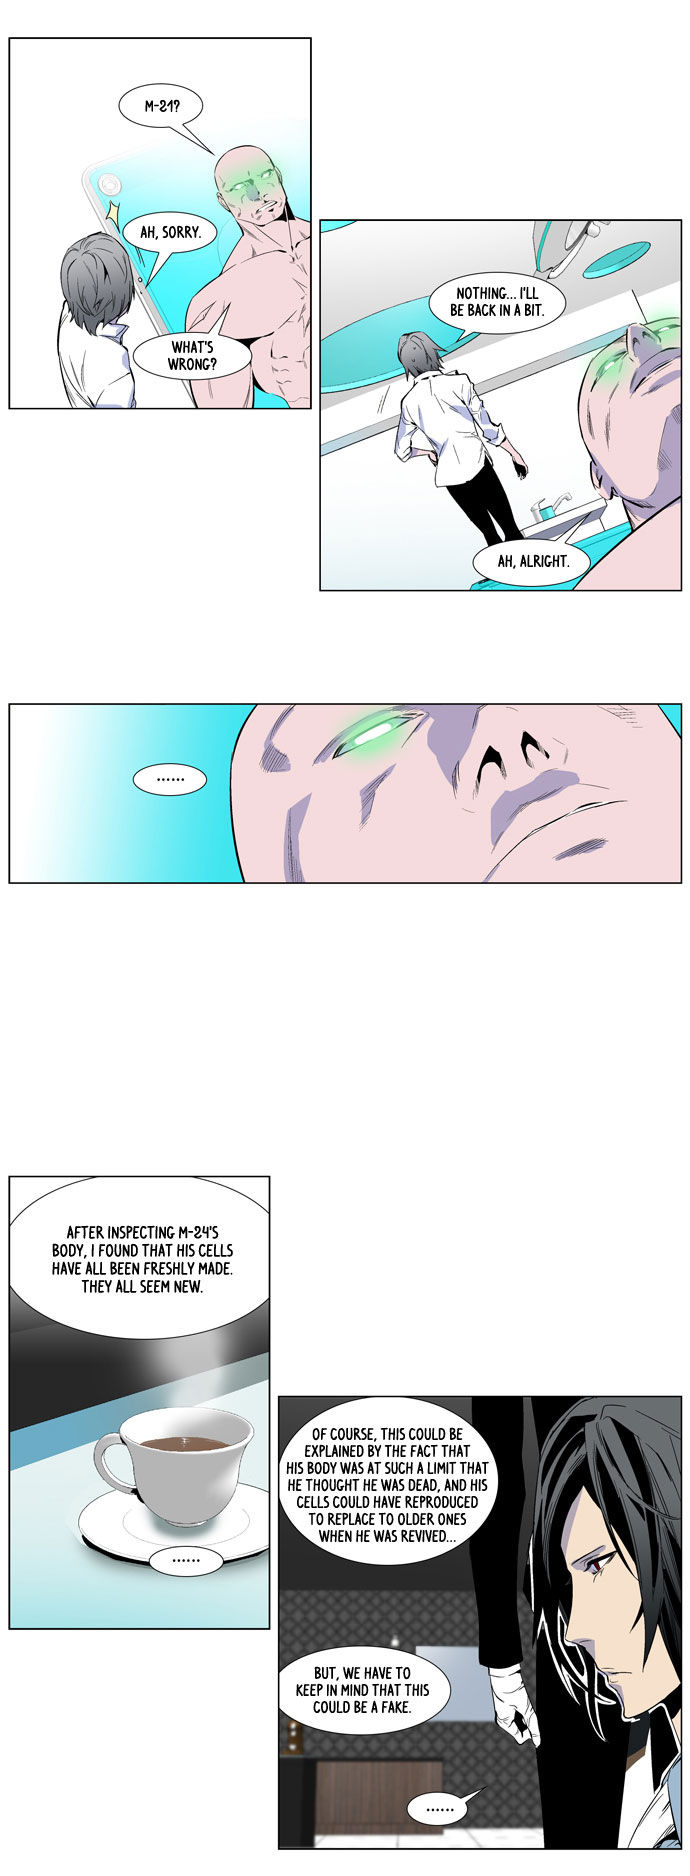 M-21?
AH, SORRY.
WHAT'S
WRONG?
NOTHING... I'LL
BE BACK IN A BIT.
AH, ALRIGHT.
......
AFTER INSPECTING M-24'S
BODY, I FOUND THAT HIS CELLS
HAVE ALL BEEN FRESHLY MADE.
THEY ALL SEEM NEW.
......
OF COURSE, THIS COULD BE
EXPLAINED BY THE FACT THAT
HIS BODY WAS AT SUCH A LIMIT THAT
HE THOUGHT HE WAS DEAD, AND HIS
CELLS COULD HAVE REPRODUCED
TO REPLACE TO OLDER ONES
WHEN HE WAS REVIVED...
BUT, WE HAVE TO
KEEP IN MIND THAT THIS
COULD BE A FAKE.
......